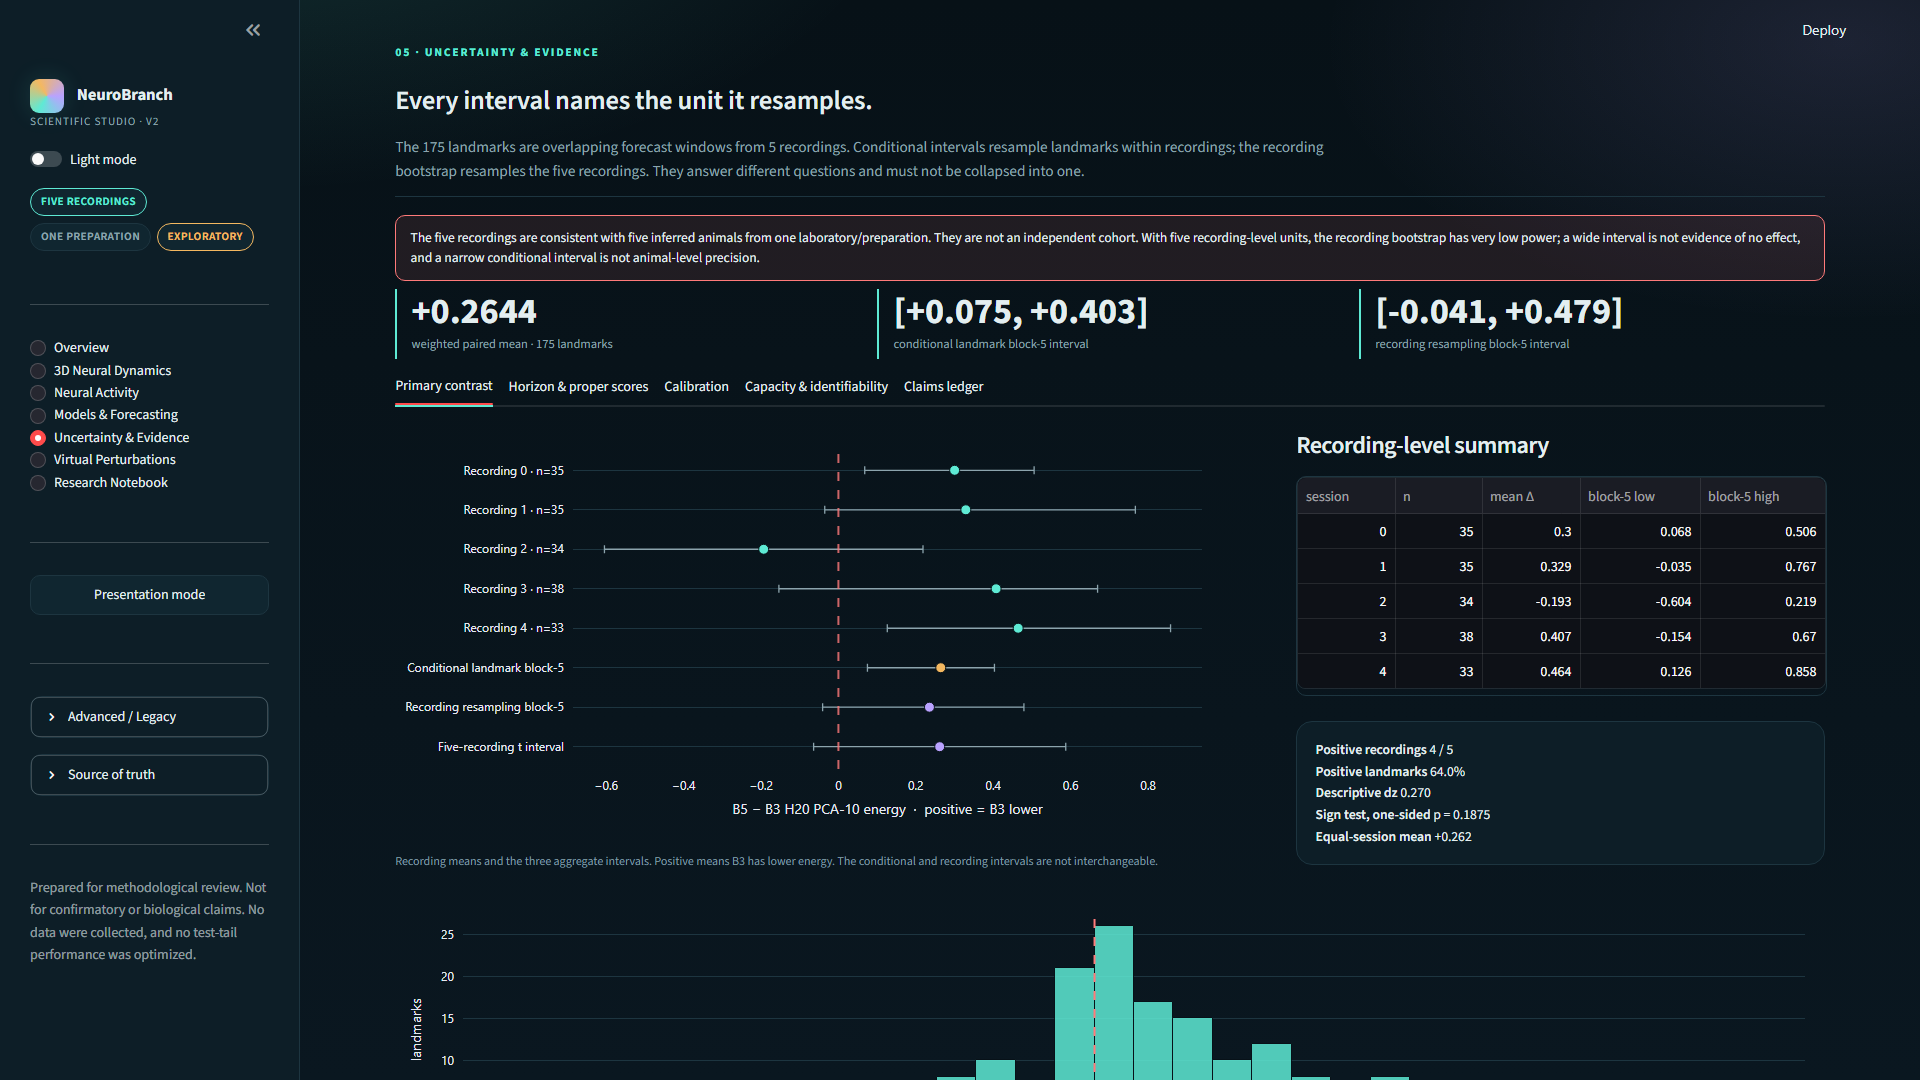 Deploy
NeuroBranch
SCIENTIFIC STUDIO · V2
Light mode
FIVE RECORDINGS
ONE PREPARATION
EXPLORATORY
Overview
3D Neural Dynamics
Neural Activity
Models & Forecasting
Uncertainty & Evidence
Virtual Perturbations
Research Notebook
Presentation mode
Advanced / Legacy
Source of truth
Prepared for methodological review. Not
for confirmatory or biological claims. No
data were collected, and no test-tail
performance was optimized.
05 · UNCERTAINTY & EVIDENCE
Every interval names the unit it resamples.
The 175 landmarks are overlapping forecast windows from 5 recordings. Conditional intervals resample landmarks within recordings; the recording
bootstrap resamples the five recordings. They answer different questions and must not be collapsed into one.
The five recordings are consistent with five inferred animals from one laboratory/preparation. They are not an independent cohort. With five recording-level units, the recording bootstrap has very low power; a wide interval is not evidence of no effect,
and a narrow conditional interval is not animal-level precision.
+0.2644
weighted paired mean · 175 landmarks
[+0.075, +0.403]
conditional landmark block-5 interval
[-0.041, +0.479]
recording resampling block-5 interval
Primary contrast Horizon & proper scores Calibration Capacity & identifiability Claims ledger
Recording 0 · n=35
Recording 1 · n=35
Recording 2 · n=34
Recording 3 · n=38
Recording 4 · n=33
Conditional landmark block-5
Recording resampling block-5
Five-recording t interval
−0.6 −0.4 −0.2 0 0.2 0.4 0.6 0.8
B5 − B3 H20 PCA-10 energy · positive = B3 lower
Recording means and the three aggregate intervals. Positive means B3 has lower energy. The conditional and recording intervals are not interchangeable.
Recording-level summary
session n mean Δ block-5 low block-5 high
0 35 0.3 0.068 0.506
1 35 0.329 -0.035 0.767
2 34 -0.193 -0.604 0.219
3 38 0.407 -0.154 0.67
4 33 0.464 0.126 0.858
Positive recordings 4 / 5
Positive landmarks 64.0%
Descriptive dz 0.270
Sign test, one-sided p = 0.1875
Equal-session mean +0.262
25
20
15
10
landmarks